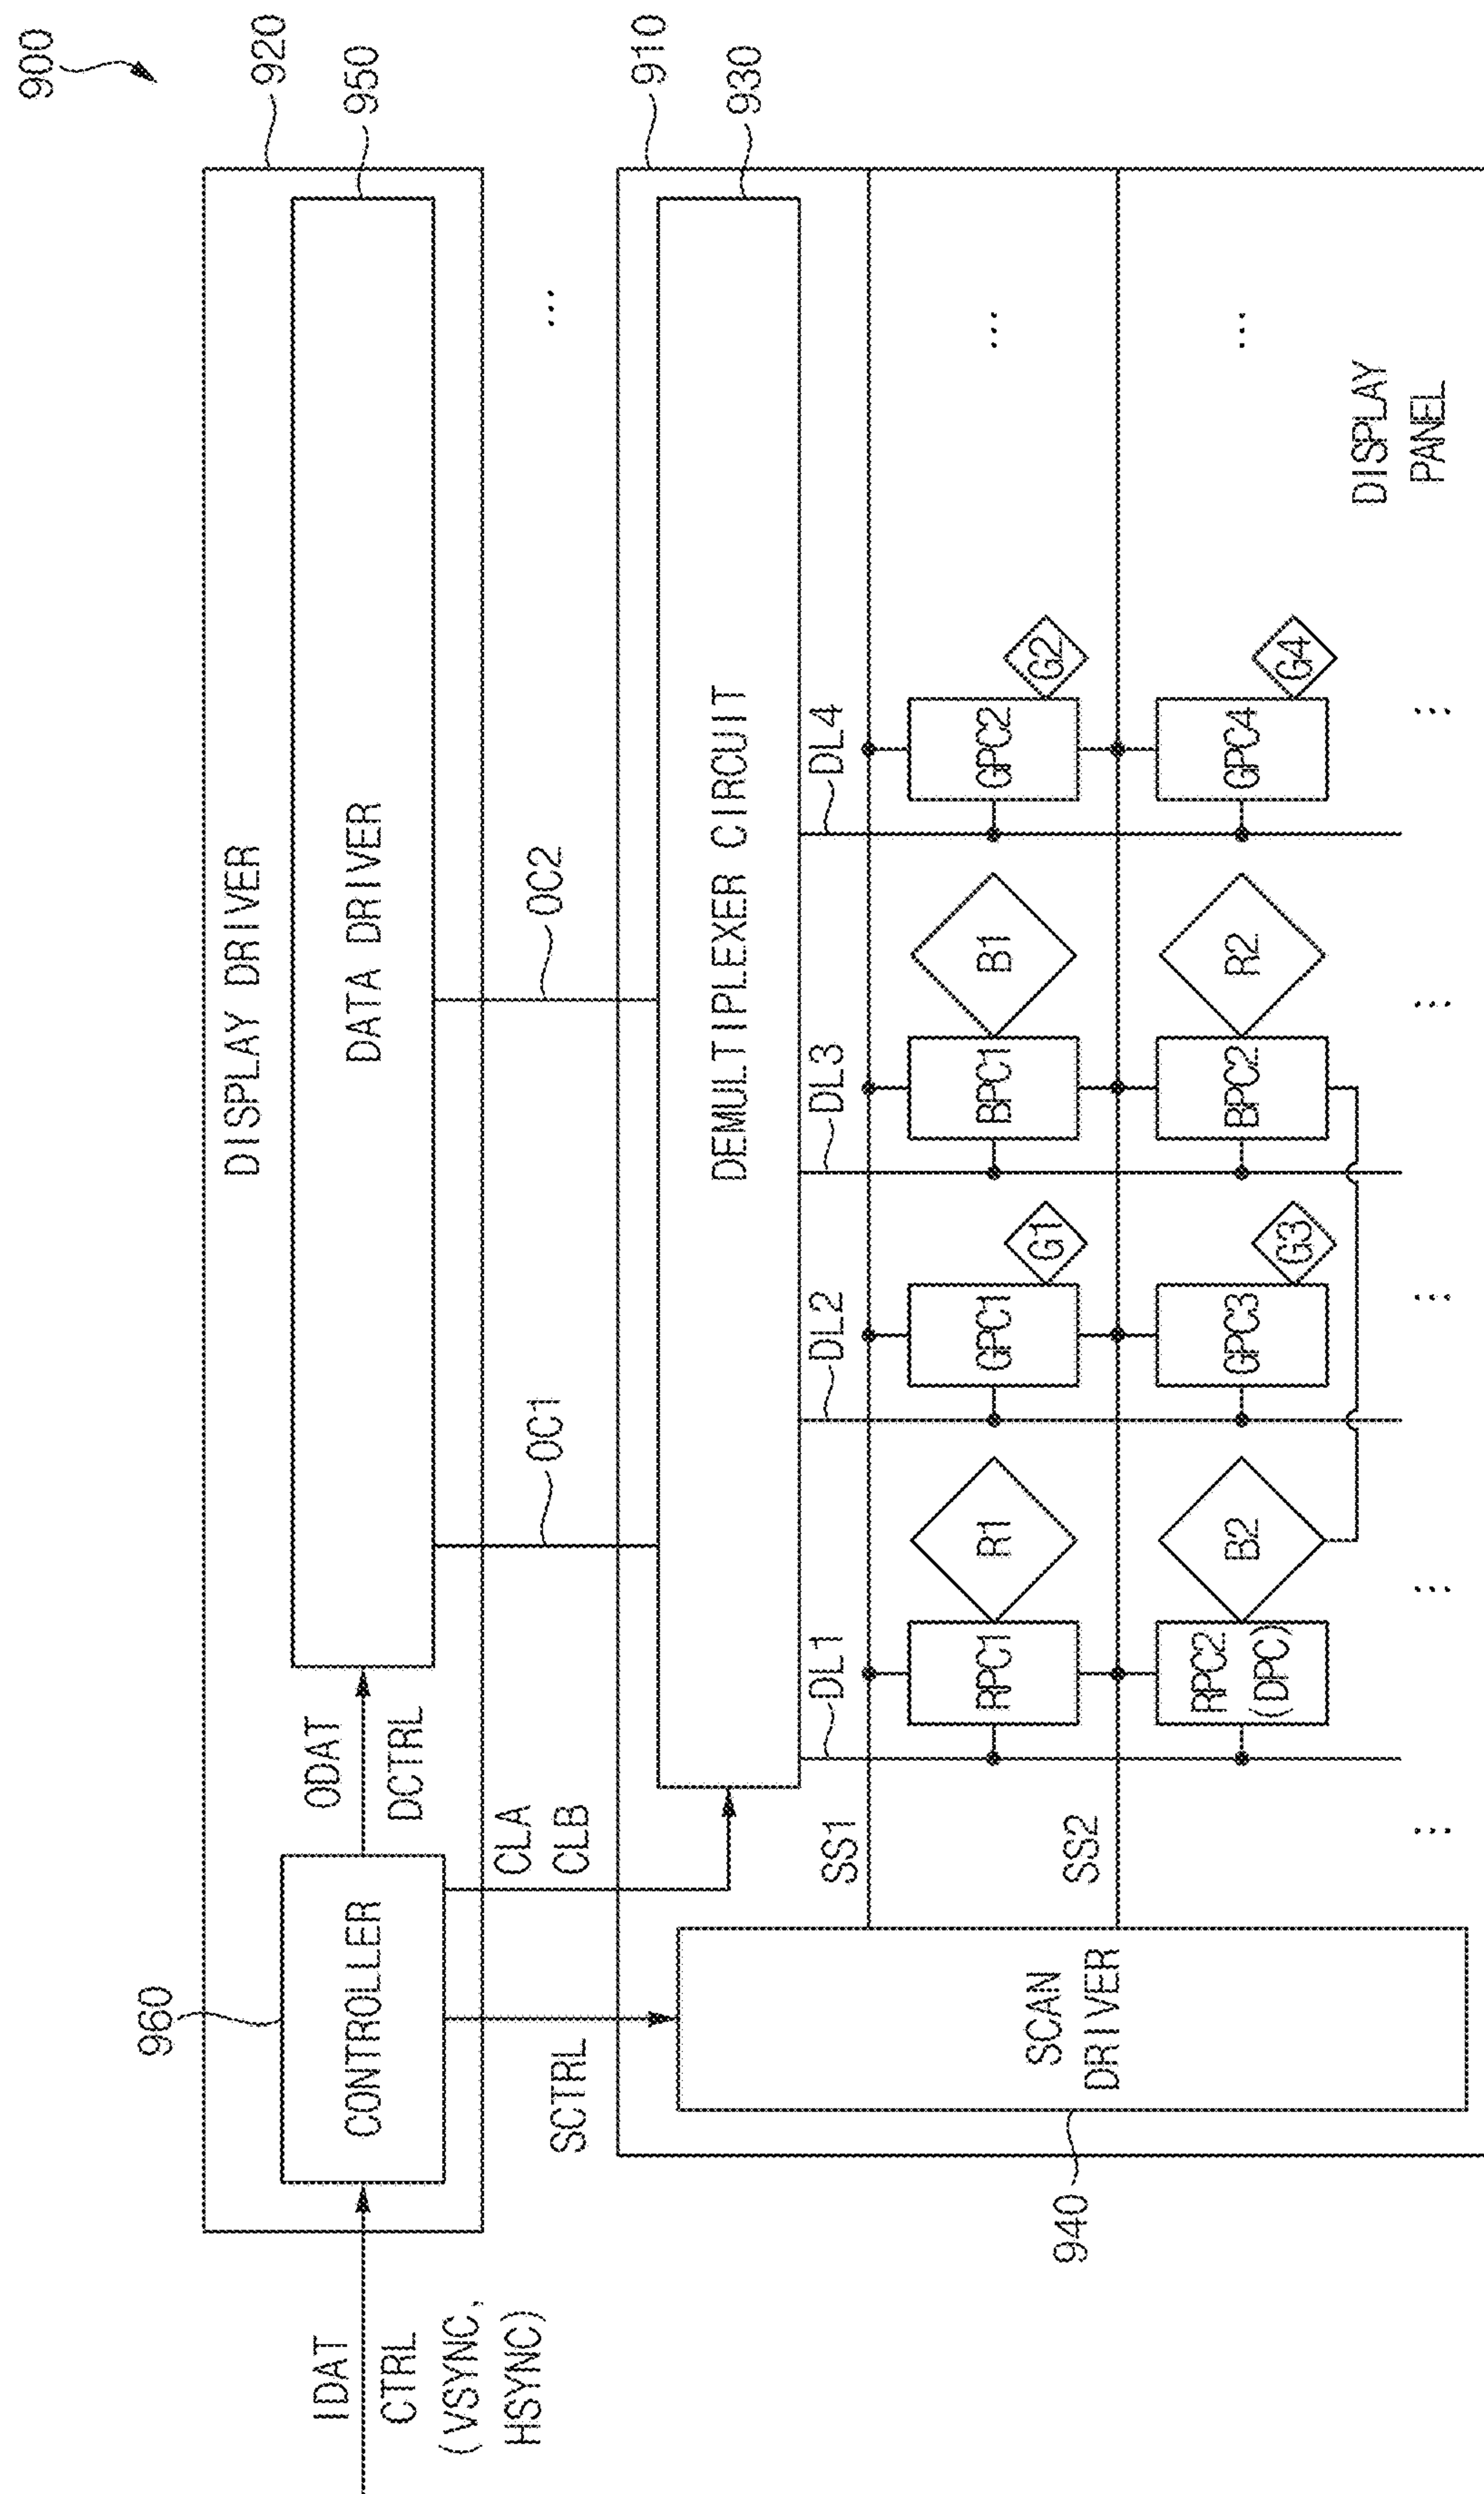 900
920
950
910
930
960
940
DISPLAY DRIVER
IDAT
CTRL
(VSYNC,
HSYNC)
CONTROLLER
ODAT
DCTRL
DATA DRIVER
SCTRL
CLA
CLB
OC1
OC2
...
DEMULTIPLEXER CIRCUIT
SCAN
DRIVER
SS1
DL1
DL2
DL3
DL4
RPC1
R1
GPC1
G1
BPC1
B1
GPC2
G2
...
SS2
RPC2
(DPC)
B2
GPC3
G3
BPC2
R2
GPC4
G4
...
DISPLAY
PANEL